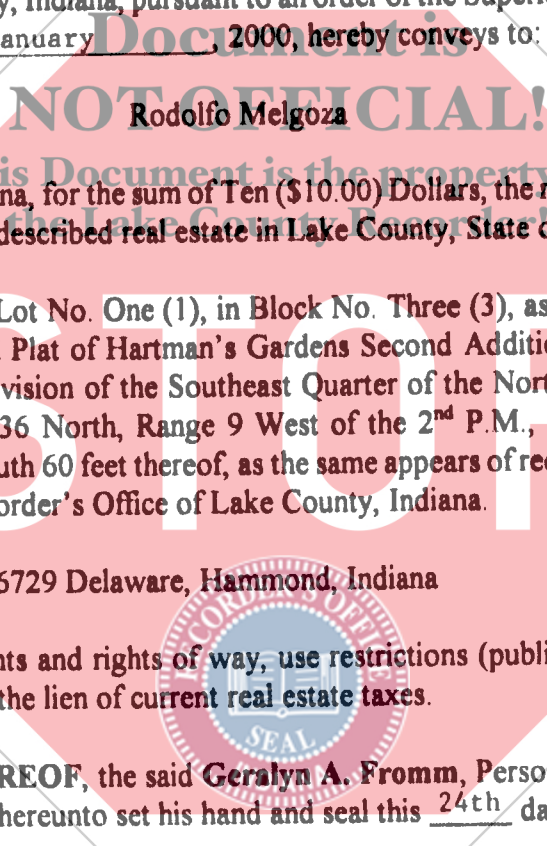 y, Indiana, pursuant to an order of the Superi
anuary, 2000, hereby conveys to:
Document is
NOT OFFICIAL!
Rodolfo Melgoza
is Document is the property
na, for the sum of Ten ($10.00) Dollars, the
the Lake County Recorder!
described real estate in Lake County, State
Lot No. One (1), in Block No. Three (3), as
Plat of Hartman's Gardens Second Additi
vision of the Southeast Quarter of the Nort
36 North, Range 9 West of the 2nd P.M.,
uth 60 feet thereof, as the same appears of rec
order's Office of Lake County, Indiana.
STOP
6729 Delaware, Hammond, Indiana
RECORDER'S OFFICE
nts and rights of way, use restrictions (publi
the lien of current real estate taxes.
SEAL
REOF, the said Geralyn A. Fromm, Perso
hereunto set his hand and seal this 24th da